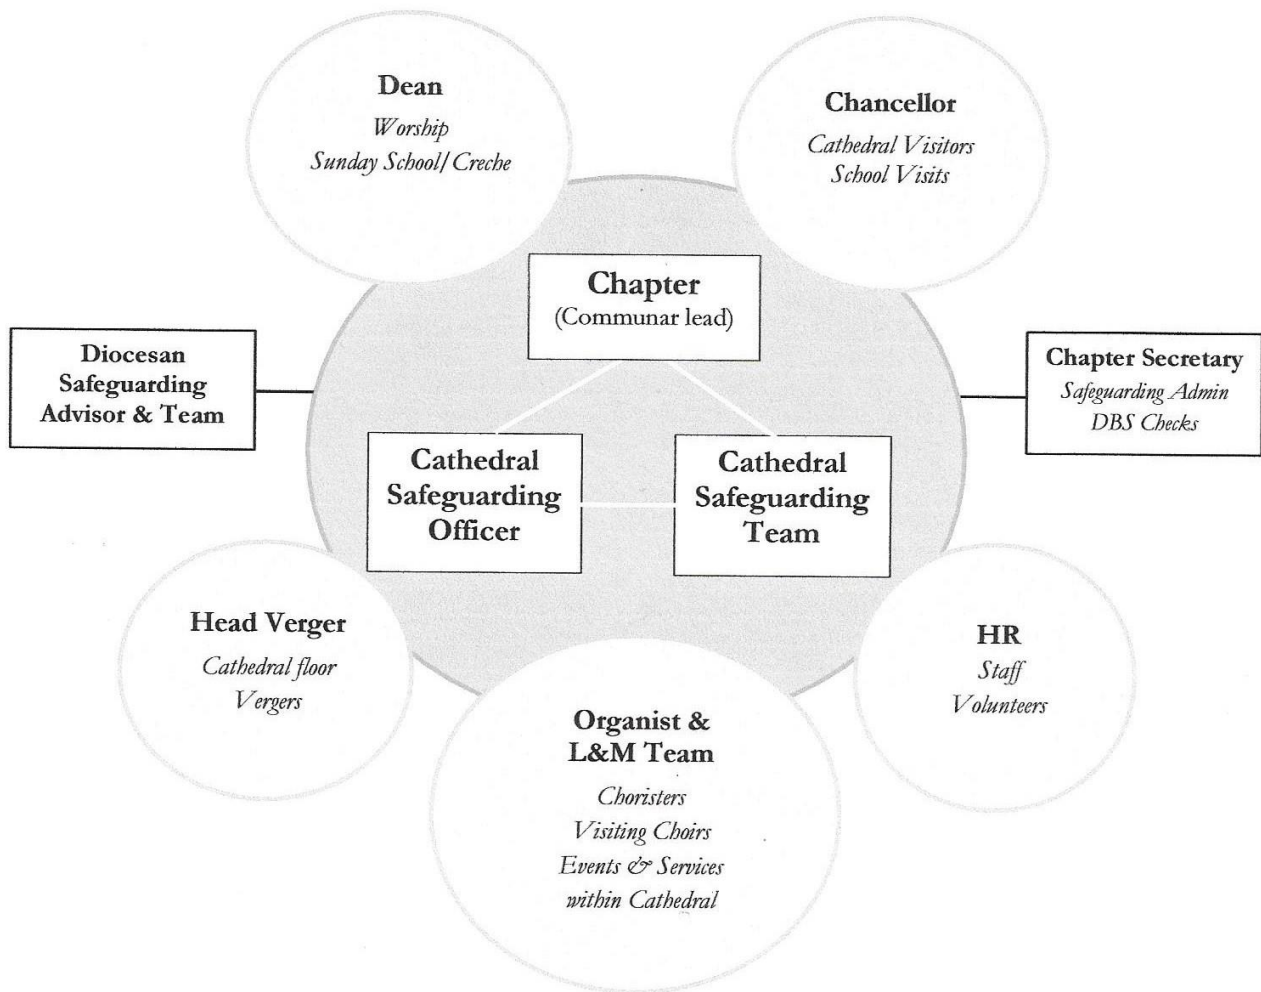 Dean
Worship
Sunday School/Creche
Chancellor
Cathedral Visitors
School Visits
Chapter
(Communar lead)
Diocesan
Safeguarding
Advisor & Team
Chapter Secretary
Safeguarding Admin
DBS Checks
Cathedral
Safeguarding
Officer
Cathedral
Safeguarding
Team
Head Verger
Cathedral floor
Vergers
HR
Staff
Volunteers
Organist &
L&M Team
Choristers
Visiting Choirs
Events & Services
within Cathedral